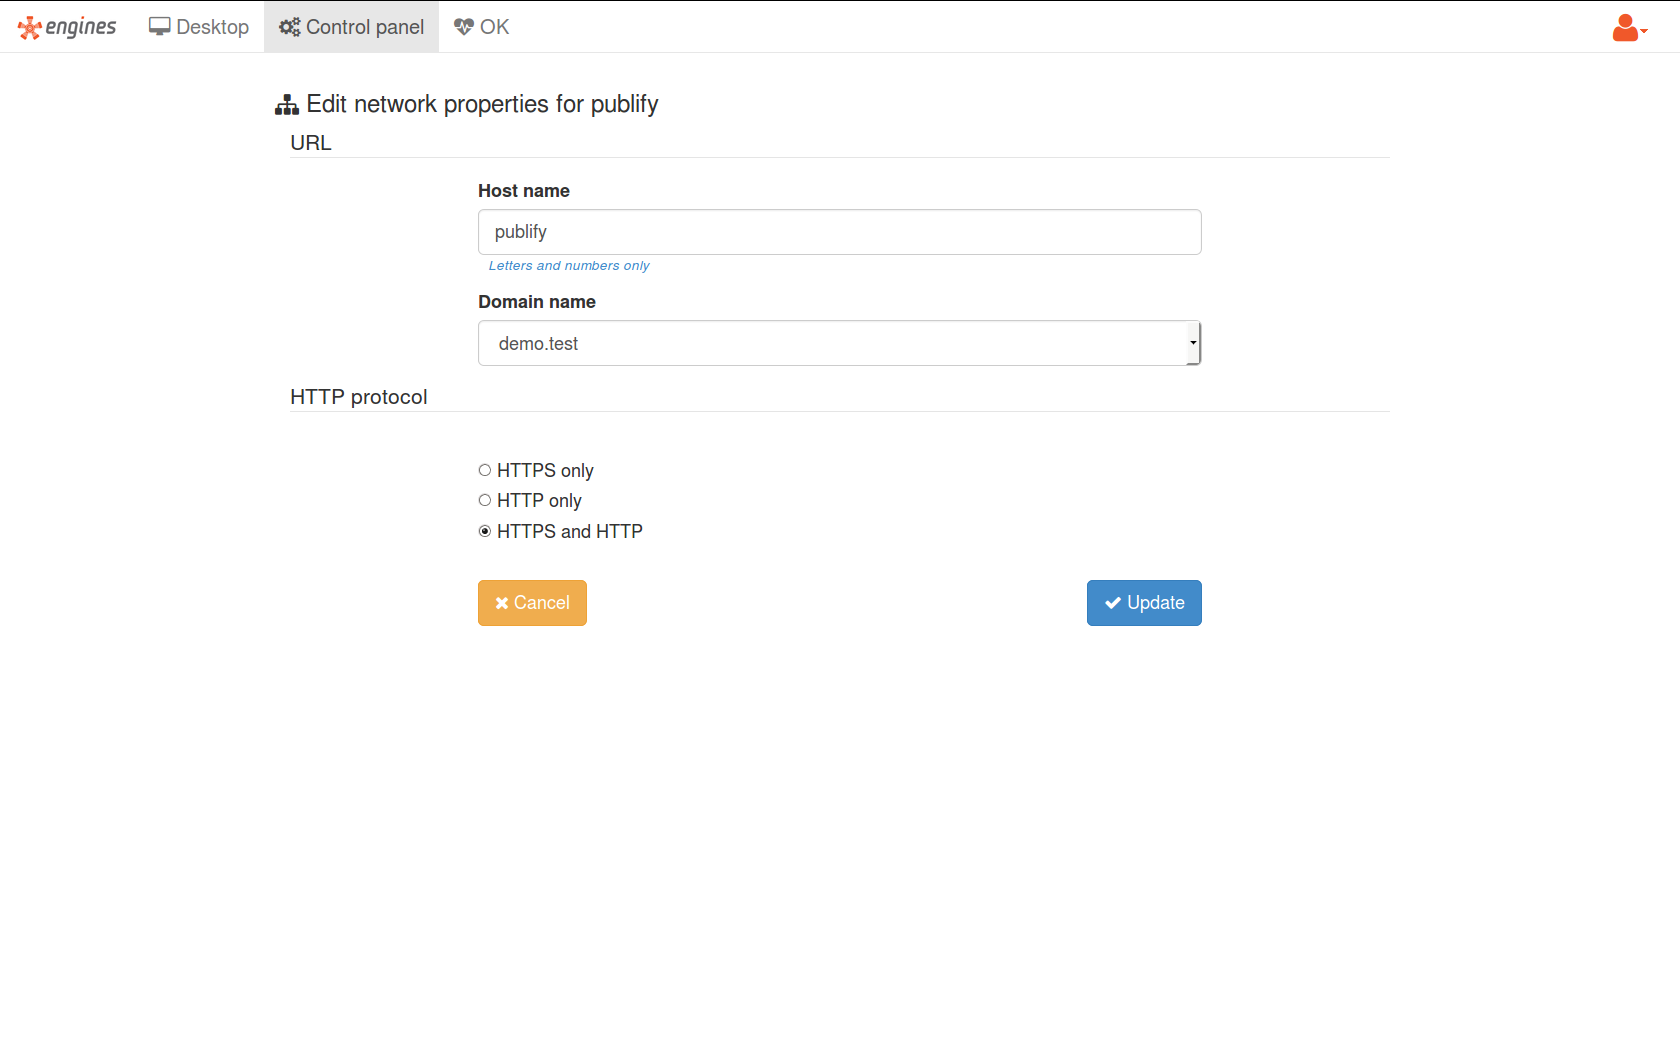 engines Desktop Control panel OK
Edit network properties for publify
URL
Host name
publify
Letters and numbers only
Domain name
demo.test
HTTP protocol
HTTPS only
HTTP only
HTTPS and HTTP
Cancel Update